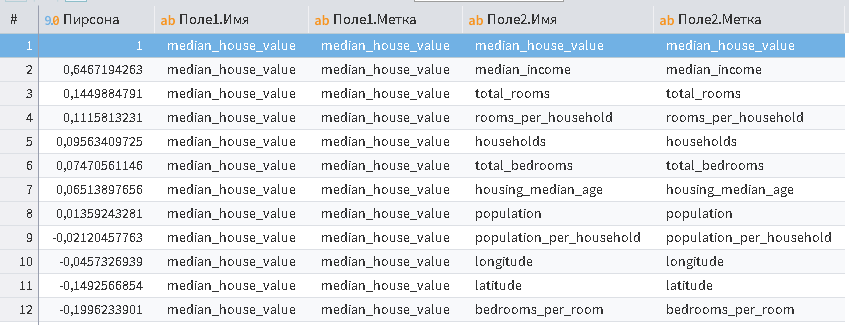 # 9.0 Пирсона ab Поле1.Имя ab Поле1.Метка ab Поле2.Имя ab Поле2.Метка
1 1 median_house_value median_house_value median_house_value median_house_value
2 0,6467194263 median_house_value median_house_value median_income median_income
3 0,1449884791 median_house_value median_house_value total_rooms total_rooms
4 0,1115813231 median_house_value median_house_value rooms_per_household rooms_per_household
5 0,09563409725 median_house_value median_house_value households households
6 0,07470561146 median_house_value median_house_value total_bedrooms total_bedrooms
7 0,06513897656 median_house_value median_house_value housing_median_age housing_median_age
8 0,01359243281 median_house_value median_house_value population population
9 -0,02120457763 median_house_value median_house_value population_per_household population_per_household
10 -0,0457326939 median_house_value median_house_value longitude longitude
11 -0,1492566854 median_house_value median_house_value latitude latitude
12 -0,1996233901 median_house_value median_house_value bedrooms_per_room bedrooms_per_room